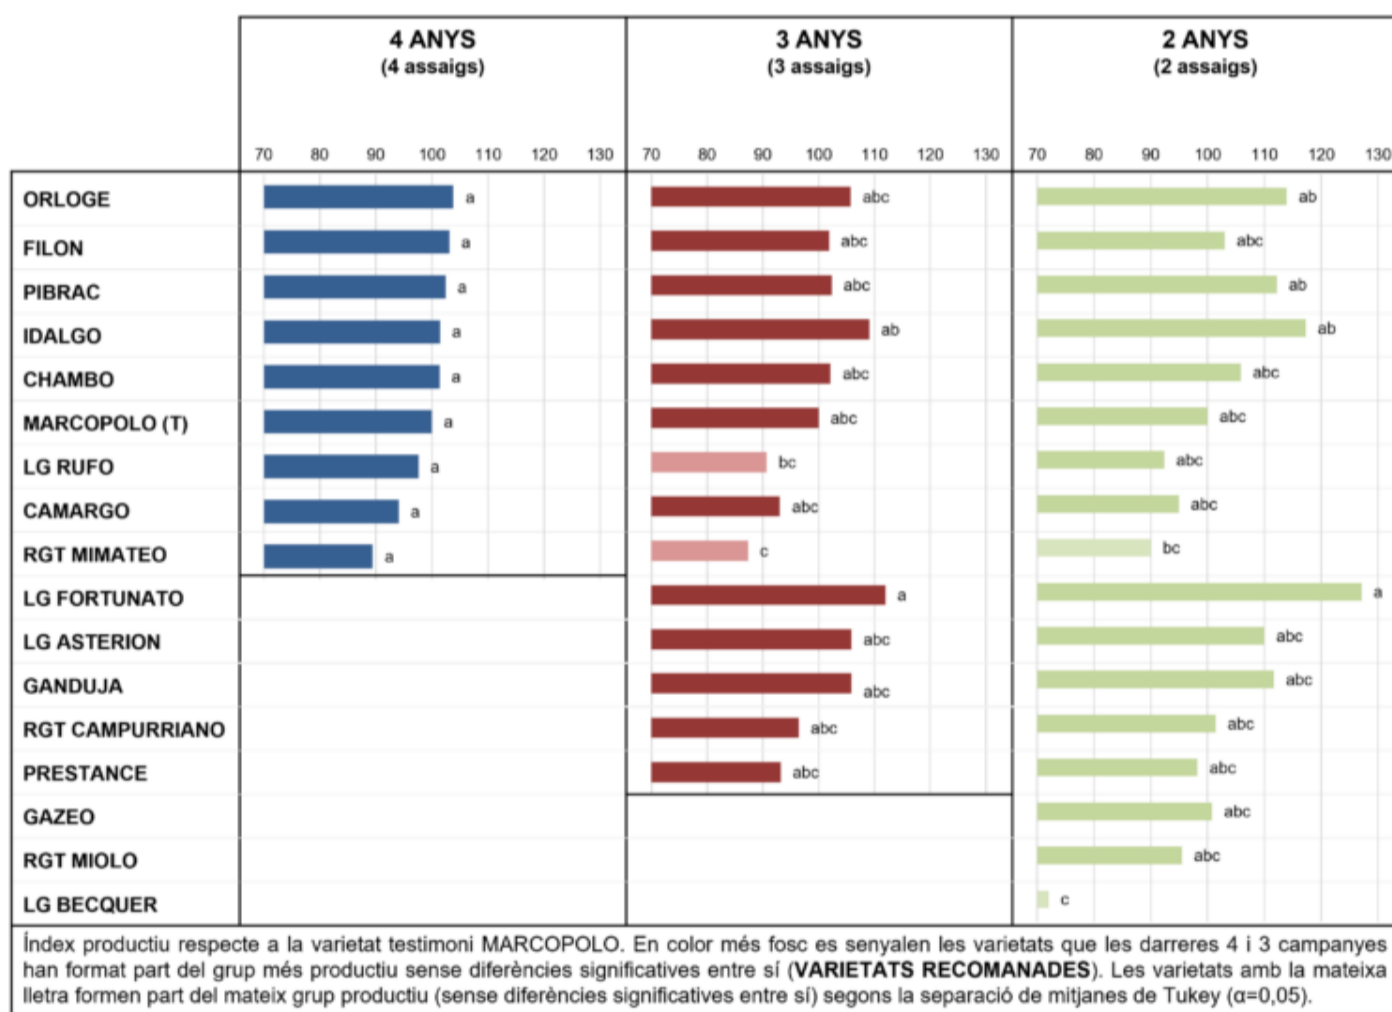 4 ANYS 3 ANYS 2 ANYS
(4 assaigs) (3 assaigs) (2 assaigs)
70 80 90 100 110 120 130 70 80 90 100 110 120 130 70 80 90 100 110 120 130
ORLOGE a abc ab
FILON a abc abc
PIBRAC a abc ab
IDALGO a ab ab
CHAMBO a abc abc
MARCOPOLO (T) a abc abc
LG RUFO a bc abc
CAMARGO a abc abc
RGT MIMATEO a c bc
LG FORTUNATO a a
LG ASTERION abc abc
GANDUJA abc abc
RGT CAMPURRIANO abc abc
PRESTANCE abc abc
GAZEO abc
RGT MIOLO abc
LG BECQUER c
Índex productiu respecte a la varietat testimoni MARCOPOLO. En color més fosc es senyalen les varietats que les darreres 4 i 3 campanyes
han format part del grup més productiu sense diferències significatives entre sí (VARIETATS RECOMANADES). Les varietats amb la mateixa
lletra formen part del mateix grup productiu (sense diferències significatives entre sí) segons la separació de mitjanes de Tukey (α=0,05).